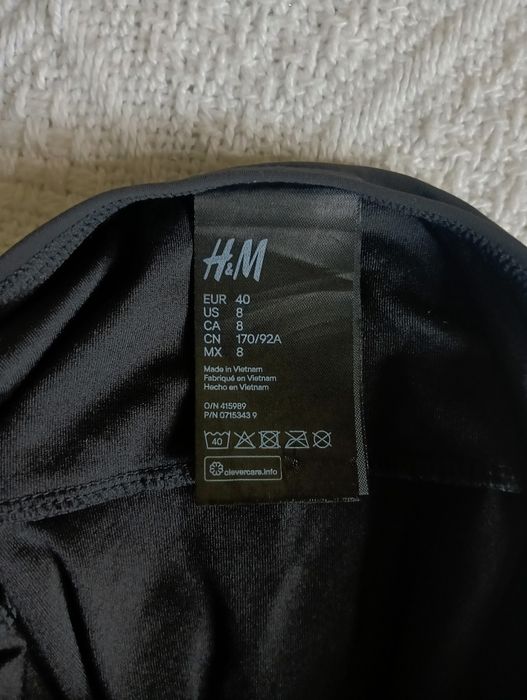 H&M
EUR 40
US 8
CA 8
CN 170/92A
MX 8
Made in Vietnam
Fabriqué en Vietnam
Hecho en Vietnam
O/N 415989
P/N 0715343 9
40
clevercare.info